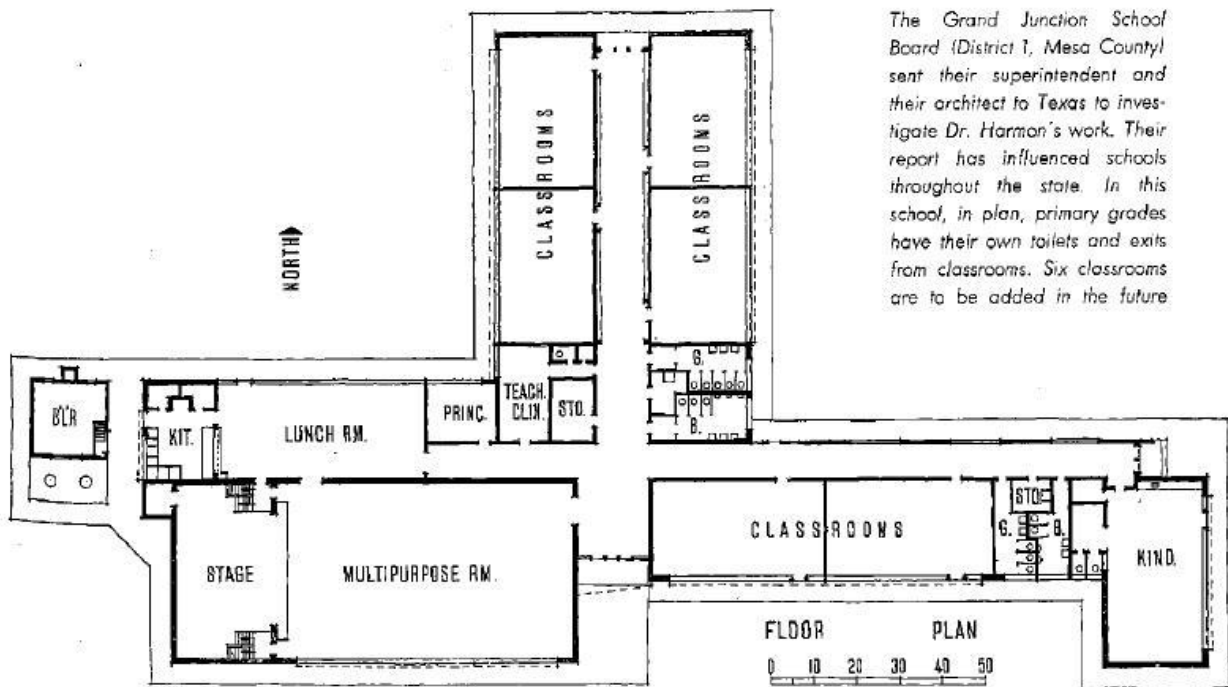 The Grand Junction School
Board (District 1, Mesa County)
sent their superintendent and
their architect to Texas to inves-
tigate Dr. Harmon's work. Their
report has influenced schools
throughout the state. In this
school, in plan, primary grades
have their own toilets and exits
from classrooms. Six classrooms
are to be added in the future
CLASSROOMS
CLASSROOMS
NORTH
G.
B.
TEACH.
CLIN.
STO.
PRINC.
LUNCH RM.
KIT.
BLR
STAGE
MULTIPURPOSE RM.
CLASSROOMS
STO.
G.
B.
KIND.
FLOOR PLAN
0 10 20 30 40 50